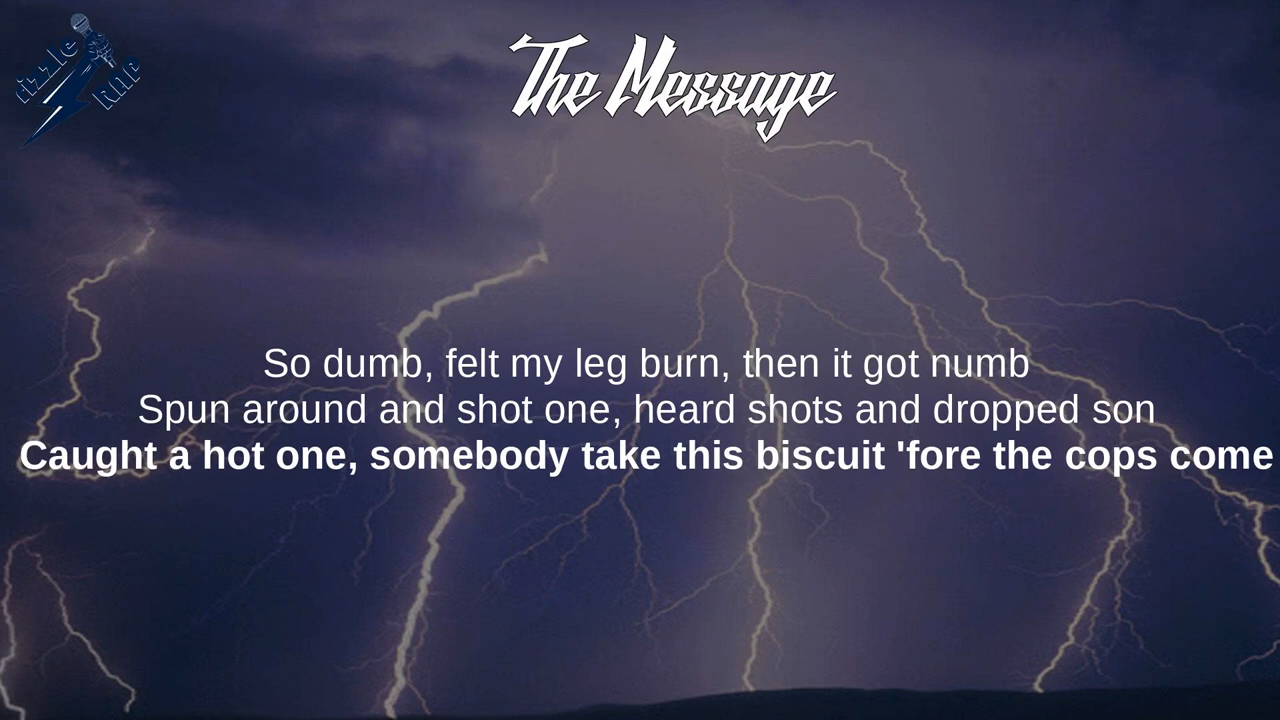 rizzle
The Message
So dumb, felt my leg burn, then it got numb
Spun around and shot one, heard shots and dropped son
Caught a hot one, somebody take this biscuit 'fore the cops come